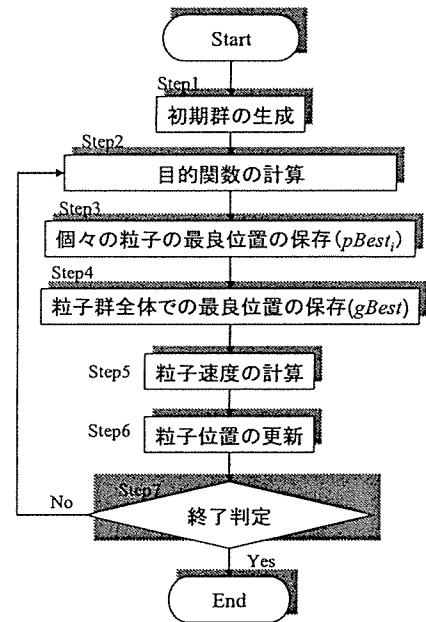 Start
Step1
初期群の生成
Step2
目的関数の計算
Step3
個々の粒子の最良位置の保存(pBest_i)
Step4
粒子群全体での最良位置の保存(gBest)
Step5
粒子速度の計算
Step6
粒子位置の更新
Step7
終了判定
No
Yes
End